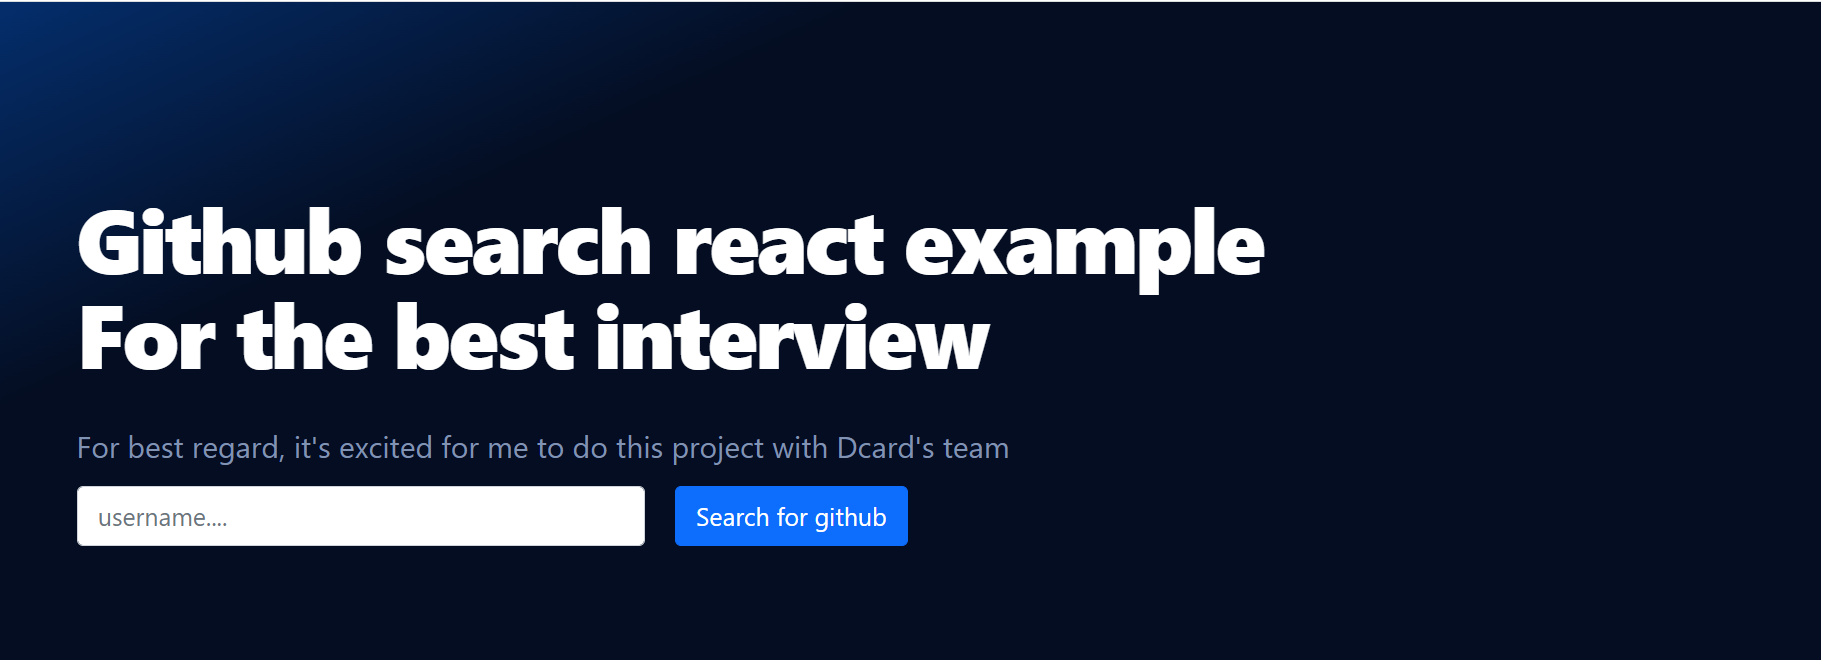 Github search react example
For the best interview
For best regard, it's excited for me to do this project with Dcard's team
username....
Search for github